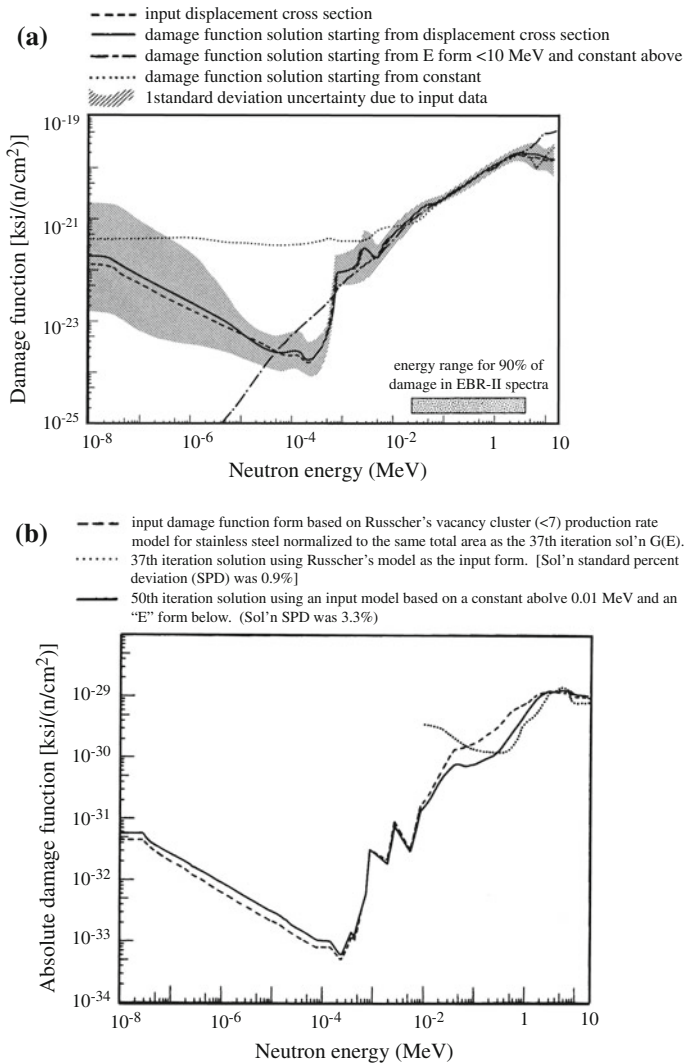 (a)
input displacement cross section
damage function solution starting from displacement cross section
damage function solution starting from E form <10 MeV and constant above
damage function solution starting from constant
1standard deviation uncertainty due to input data
Damage function [ksi/(n/cm²)]
10⁻¹⁹
10⁻²¹
10⁻²³
10⁻²⁵
energy range for 90% of
damage in EBR-II spectra
10⁻⁸ 10⁻⁶ 10⁻⁴ 10⁻² 1 10
Neutron energy (MeV)
(b)
input damage function form based on Russcher's vacancy cluster (<7) production rate
model for stainless steel normalized to the same total area as the 37th iteration sol'n G(E).
37th iteration solution using Russcher's model as the input form. [Sol'n standard percent
deviation (SPD) was 0.9%]
50th iteration solution using an input model based on a constant abolve 0.01 MeV and an
"E" form below. (Sol'n SPD was 3.3%)
Absolute damage function [ksi/(n/cm²)]
10⁻²⁹
10⁻³⁰
10⁻³¹
10⁻³²
10⁻³³
10⁻³⁴
10⁻⁸ 10⁻⁶ 10⁻⁴ 10⁻² 1 10
Neutron energy (MeV)